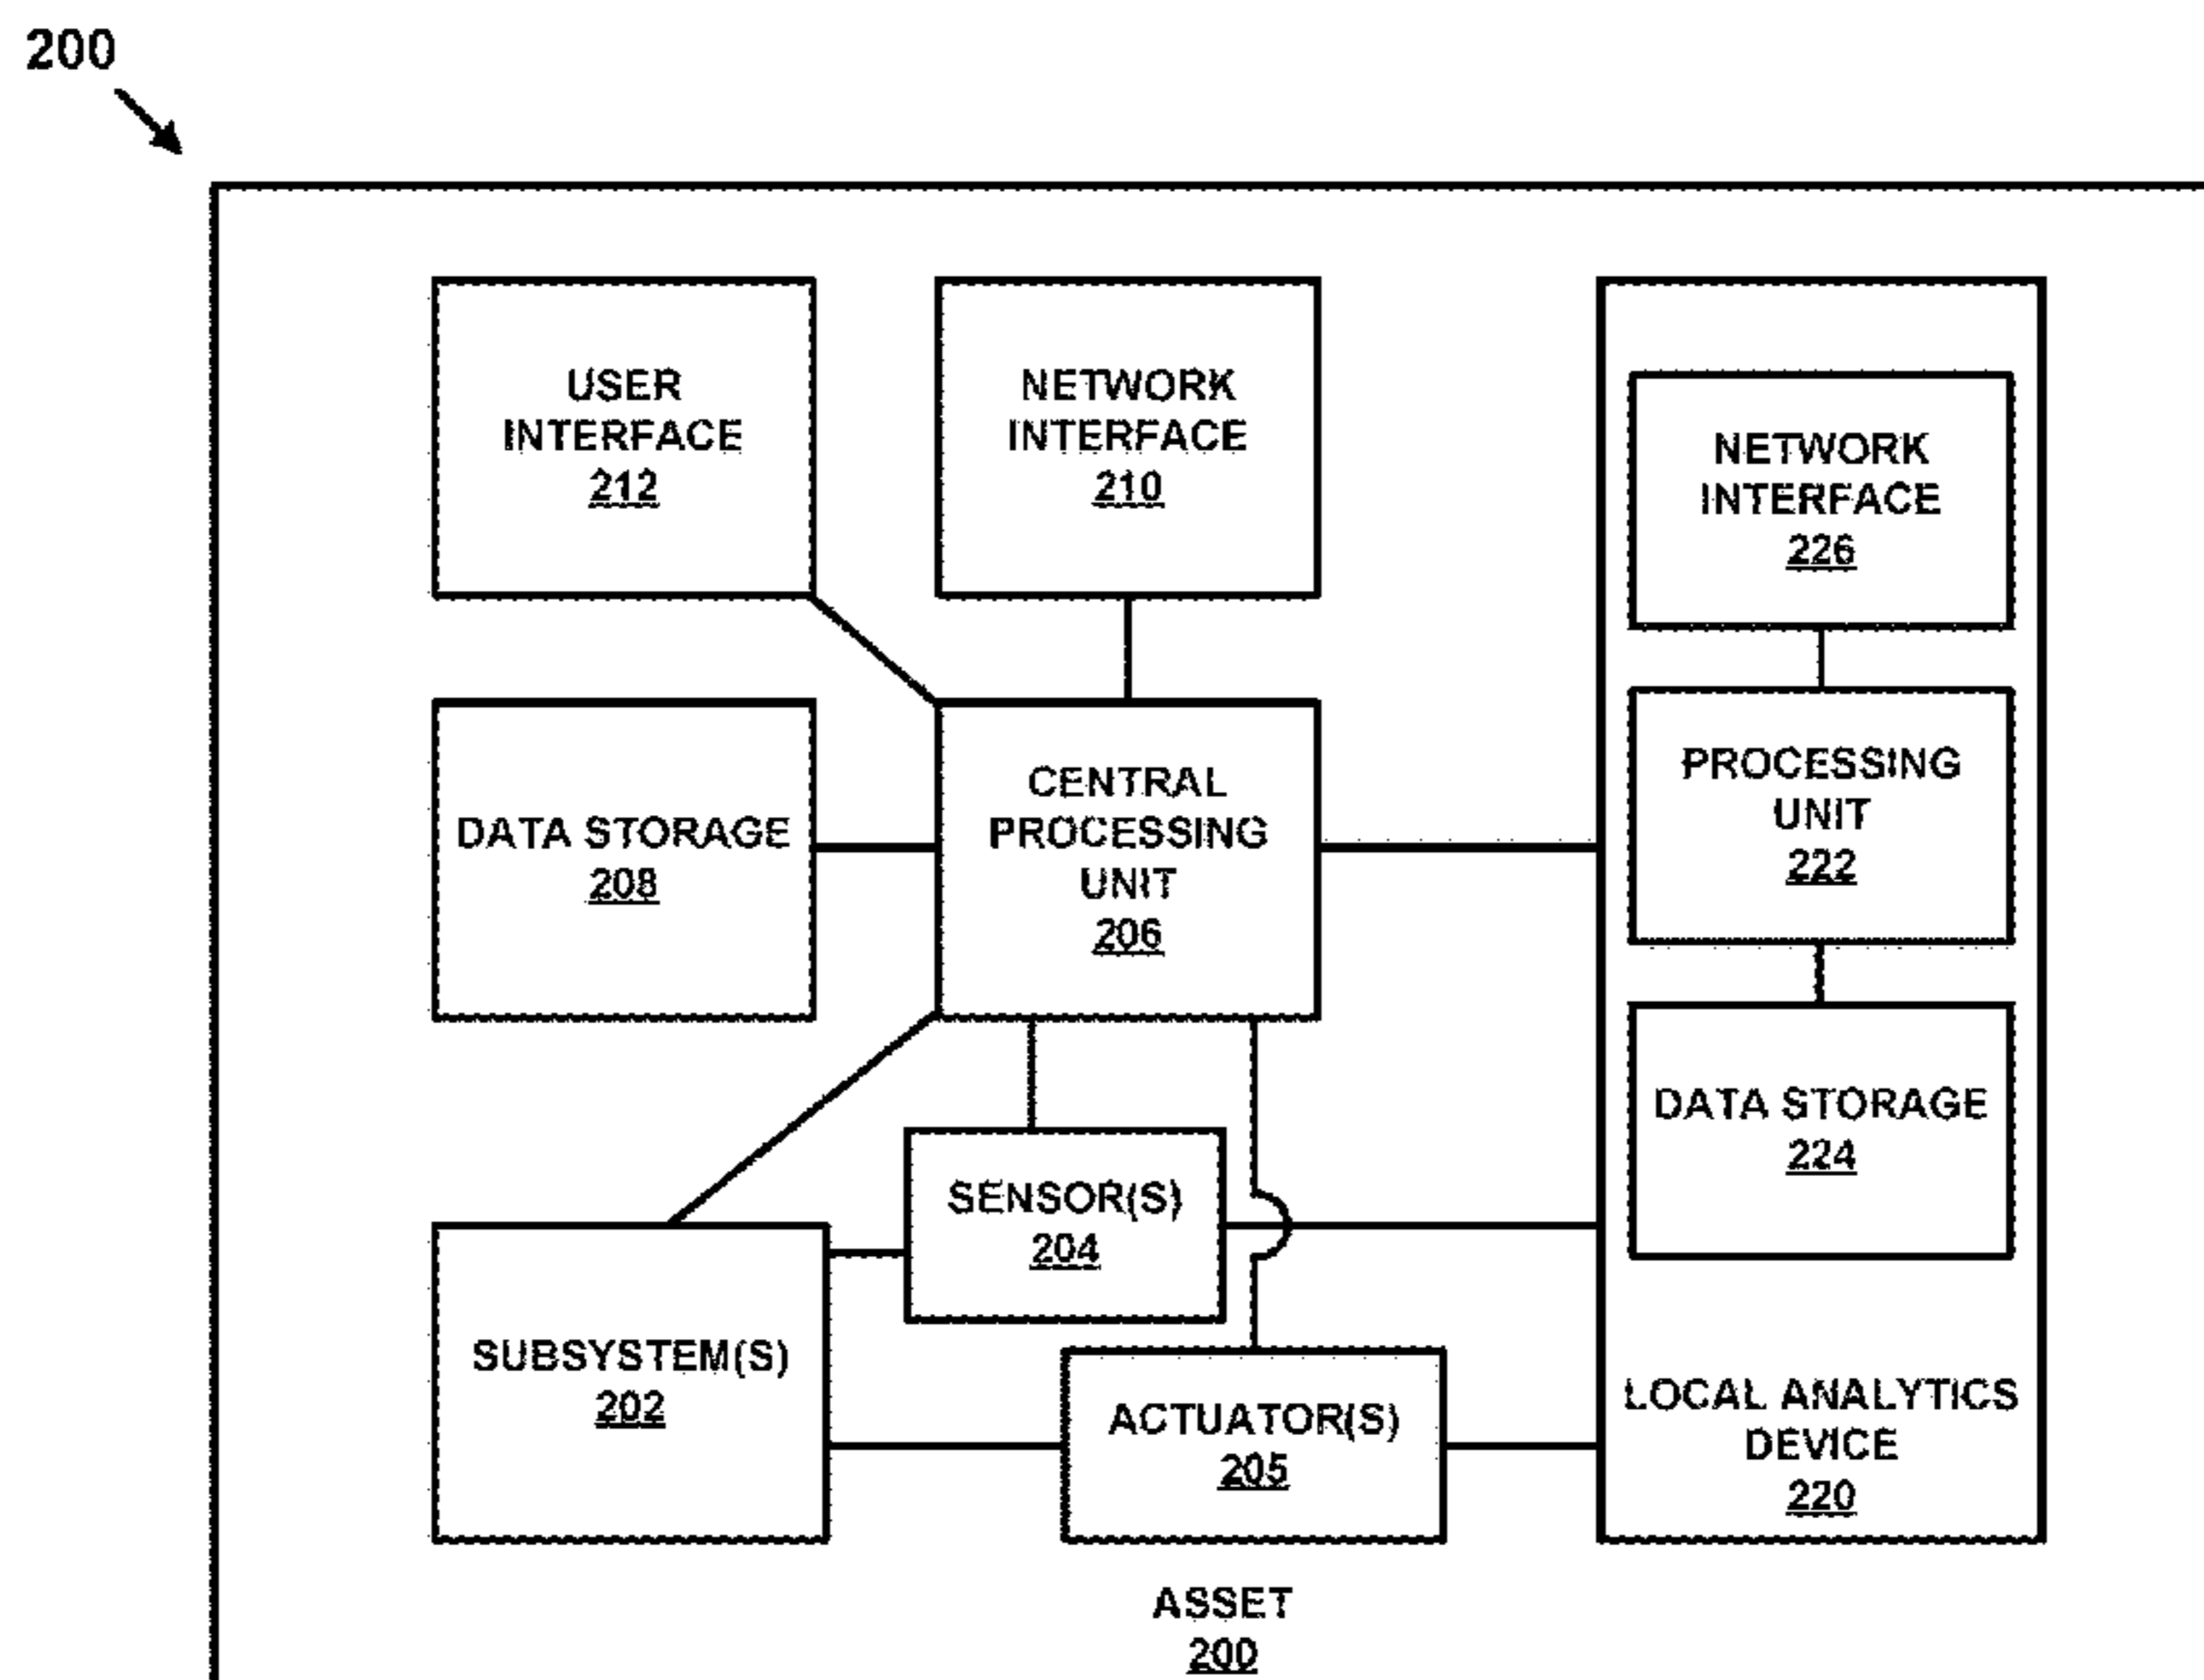 200
USER
INTERFACE
212
NETWORK
INTERFACE
210
NETWORK
INTERFACE
226
DATA STORAGE
208
CENTRAL
PROCESSING
UNIT
206
PROCESSING
UNIT
222
DATA STORAGE
224
SENSOR(S)
204
SUBSYSTEM(S)
202
ACTUATOR(S)
205
LOCAL ANALYTICS
DEVICE
220
ASSET
200